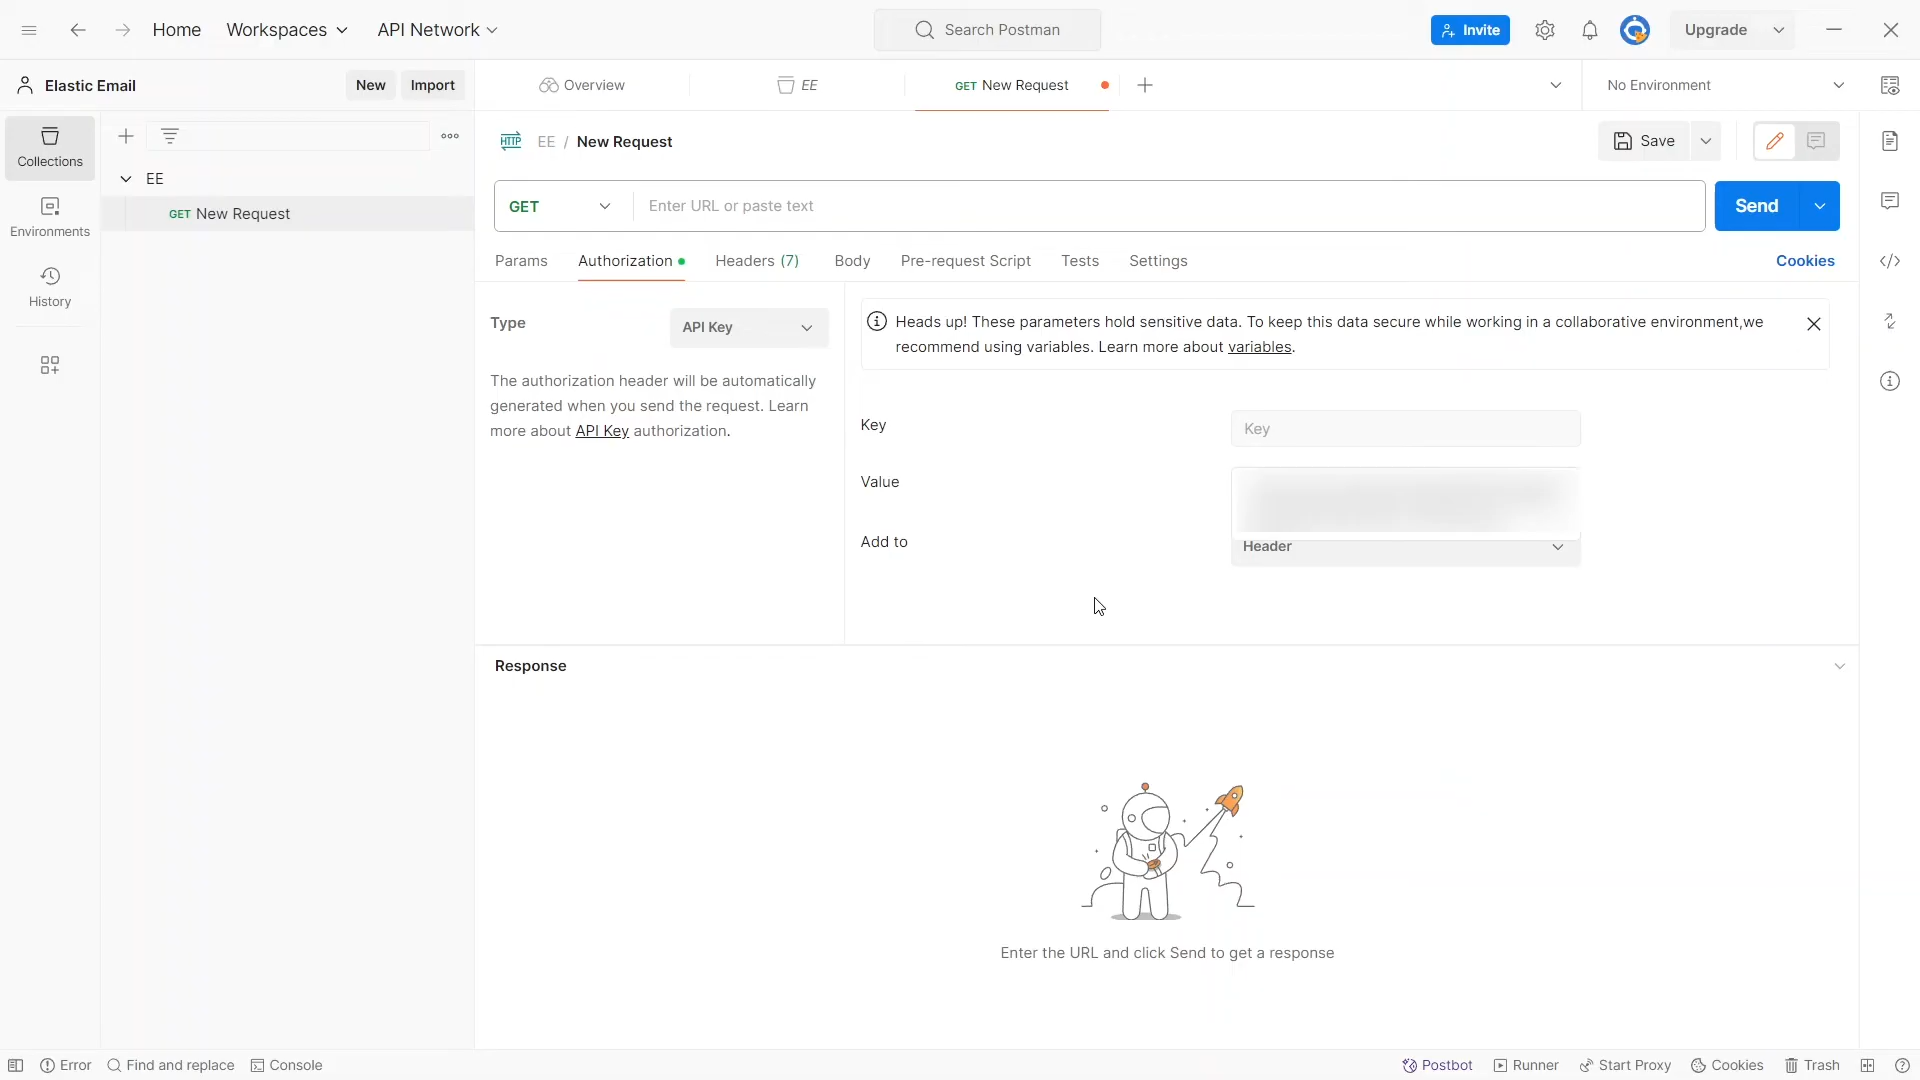 Home
Workspaces
API Network
Search Postman
Invite
Upgrade
Elastic Email
New
Import
Overview
EE
GET New Request
No Environment
Collections
Environments
History
EE
GET New Request
HTTP
EE / New Request
Save
GET
Enter URL or paste text
Send
Params
Authorization
Headers (7)
Body
Pre-request Script
Tests
Settings
Cookies
Type
API Key
The authorization header will be automatically
generated when you send the request. Learn
more about API Key authorization.
Heads up! These parameters hold sensitive data. To keep this data secure while working in a collaborative environment,we
recommend using variables. Learn more about variables.
Key
Key
Value
Add to
Header
Response
Enter the URL and click Send to get a response
Error
Find and replace
Console
Postbot
Runner
Start Proxy
Cookies
Trash